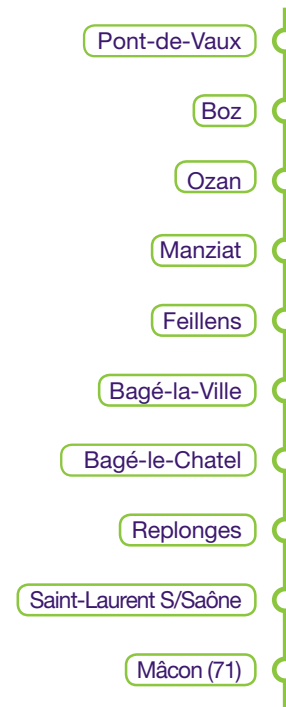 Pont-de-Vaux
Boz
Ozan
Manziat
Feillens
Bagé-la-Ville
Bagé-le-Chatel
Replonges
Saint-Laurent S/Saône
Mâcon (71)